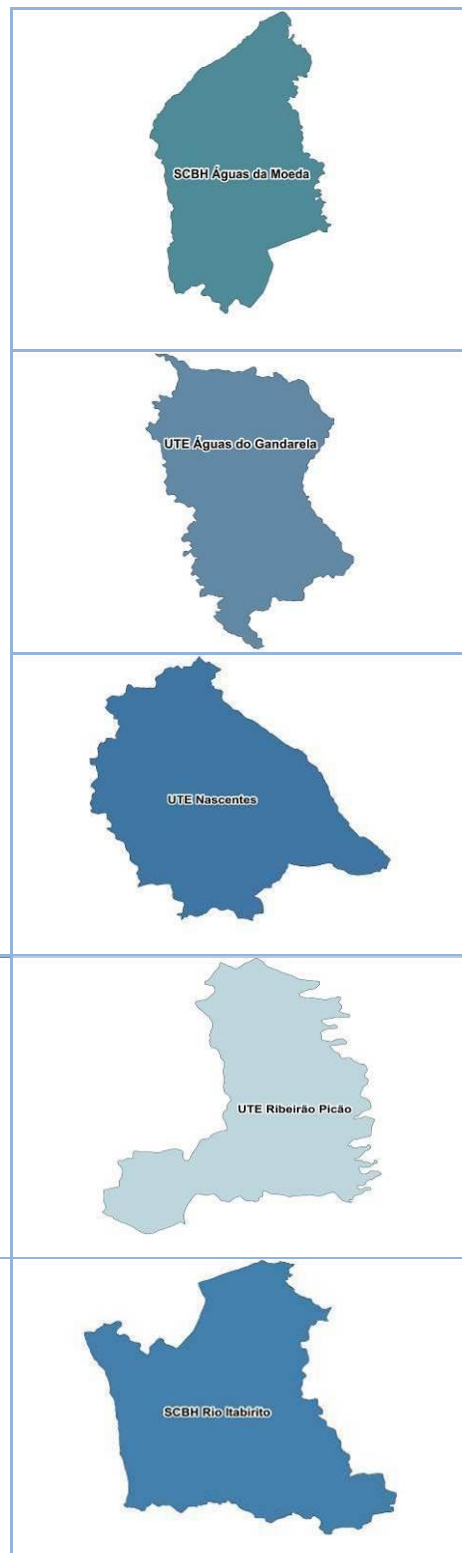 SCBH Águas da Moeda
UTE Águas do Gandarela
UTE Nascentes
UTE Ribeirão Picão
SCBH Rio Itabirito